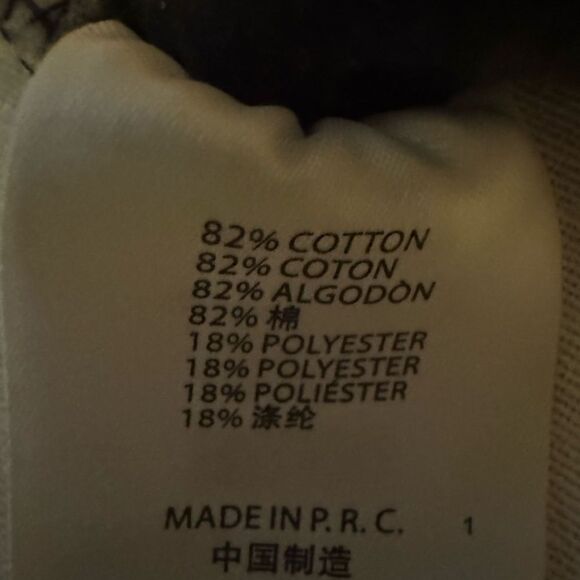 82% COTTON
82% COTON
82% ALGODÒN
82% 棉
18% POLYESTER
18% POLYESTER
18% POLIÉSTER
18% 涤纶
MADE IN P. R. C. 1
中国制造